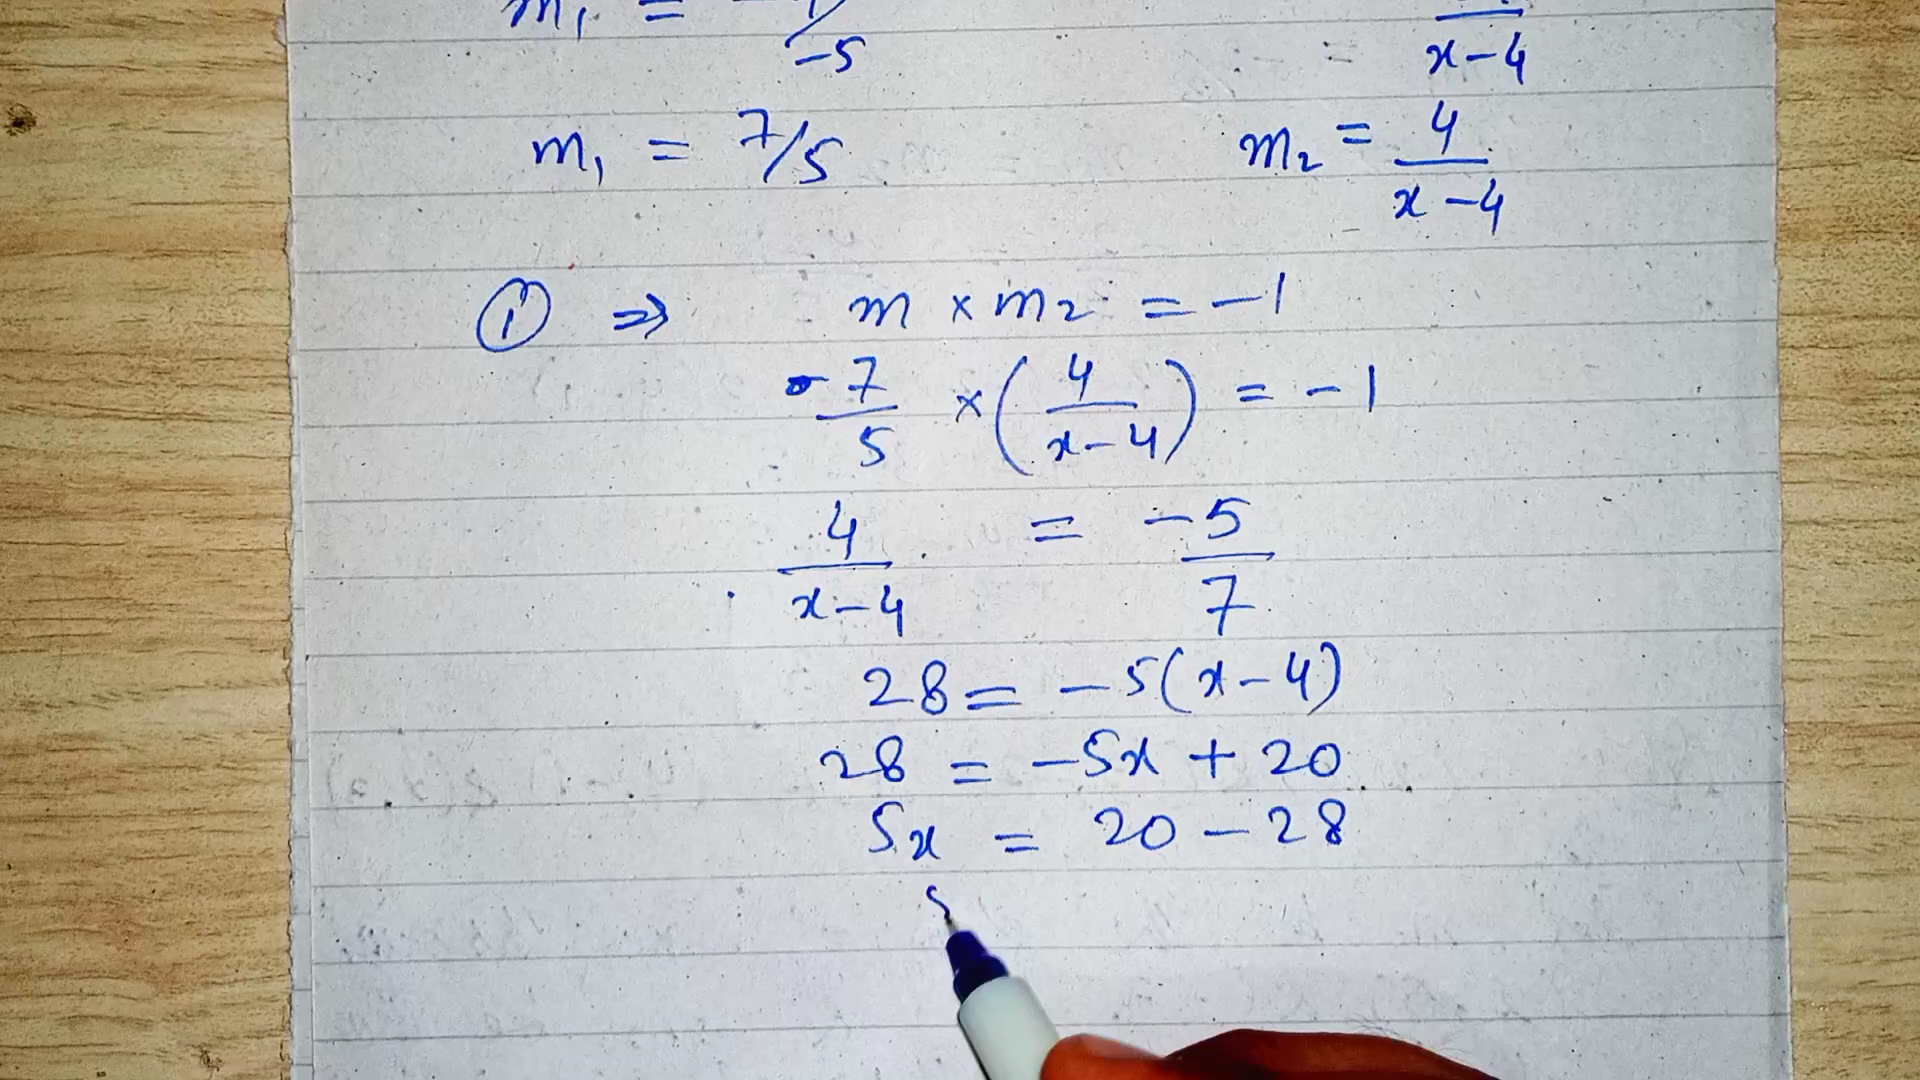 m₁ = /-5
x-4
m₁ = 7/5
m₂ = 4/(x-4)
① ⇒ m × m₂ = -1
7/5 × (4/(x-4)) = -1
4/(x-4) = -5/7
28 = -5(x-4)
28 = -5x + 20
5x = 20 - 28